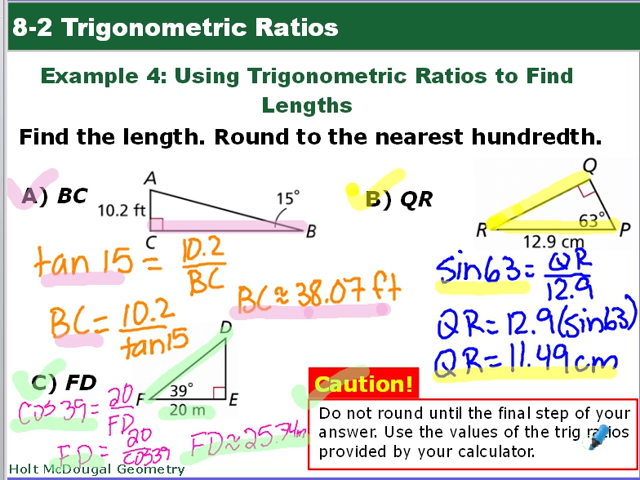 8-2 Trigonometric Ratios
Example 4: Using Trigonometric Ratios to Find
Lengths
Find the length. Round to the nearest hundredth.
A) BC
A
10.2 ft
15°
C
B
B) QR
Q
63°
R
P
12.9 cm
tan 15 = 10.2 / BC
BC = 10.2 / tan15
BC ≈ 38.07 ft
sin63 = QR / 12.9
QR = 12.9(sin63)
QR = 11.49 cm
C) FD
D
39°
F
E
20 m
cos 39 = 20 / FD
FD = 20 / cos39
FD ≈ 25.74m
Caution!
Do not round until the final step of your
answer. Use the values of the trig ratios
provided by your calculator.
Holt McDougal Geometry